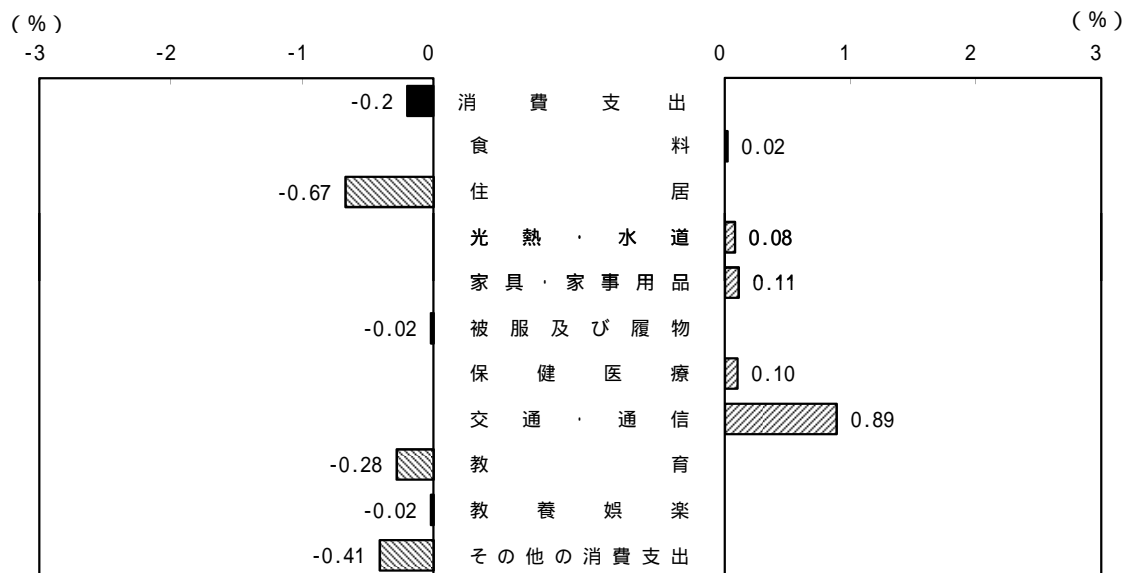 (%) (%)
-3 -2 -1 0 0 1 2 3
-0.2 消費支出
食料 0.02
-0.67 住居
光熱・水道 0.08
家具・家事用品 0.11
-0.02 被服及び履物
保健医療 0.10
交通・通信 0.89
-0.28 教育
-0.02 教養娯楽
-0.41 その他の消費支出